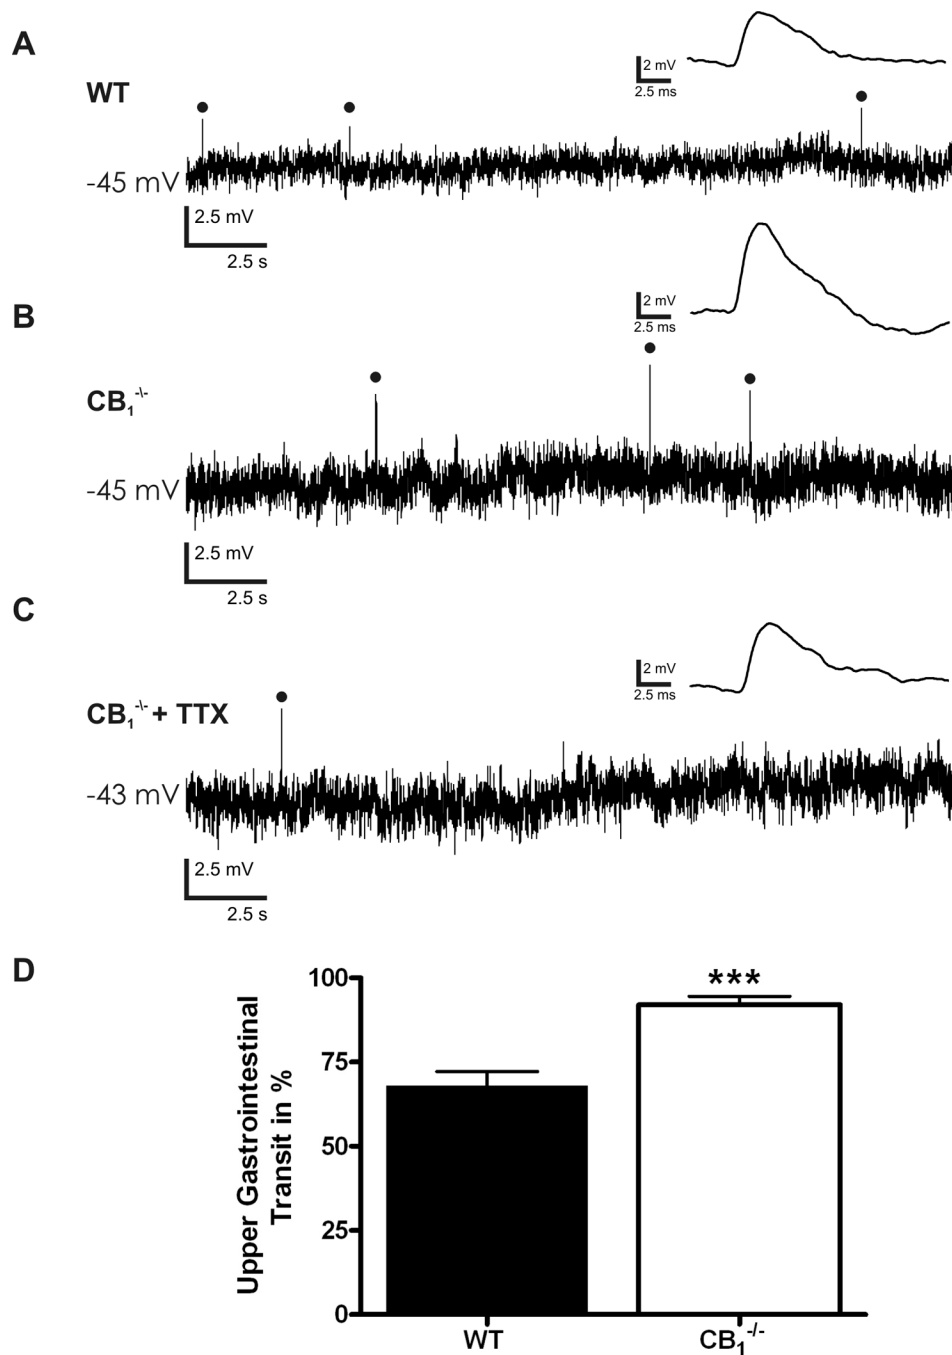 A
2 mV
2.5 ms
WT
-45 mV
2.5 mV
2.5 s
2 mV
2.5 ms
B
CB₁⁻\⁻
-45 mV
2.5 mV
2.5 s
C
2 mV
2.5 ms
CB₁⁻\⁻ + TTX
-43 mV
2.5 mV
2.5 s
D
Upper Gastrointestinal
Transit in %
100
75
50
25
0
***
WT
CB₁⁻/⁻